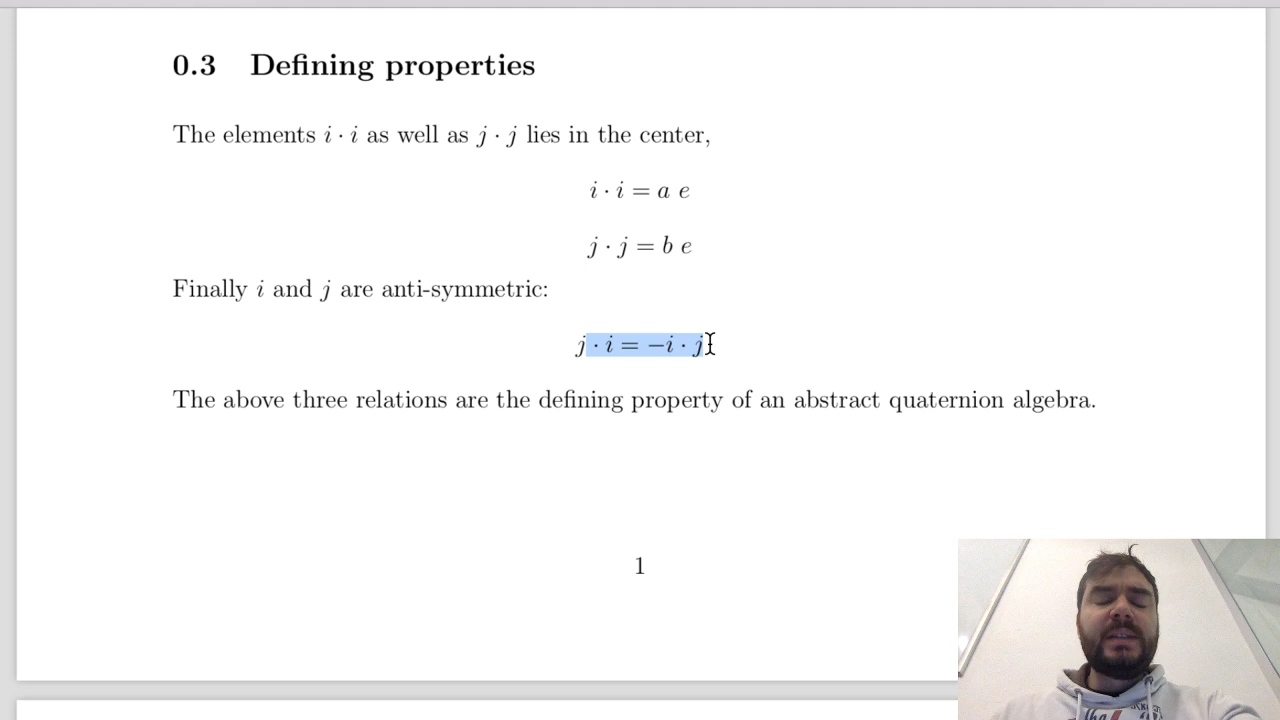 0.3 Defining properties
The elements i · i as well as j · j lies in the center,
i · i = a e
j · j = b e
Finally i and j are anti-symmetric:
j · i = −i · j
The above three relations are the defining property of an abstract quaternion algebra.
1